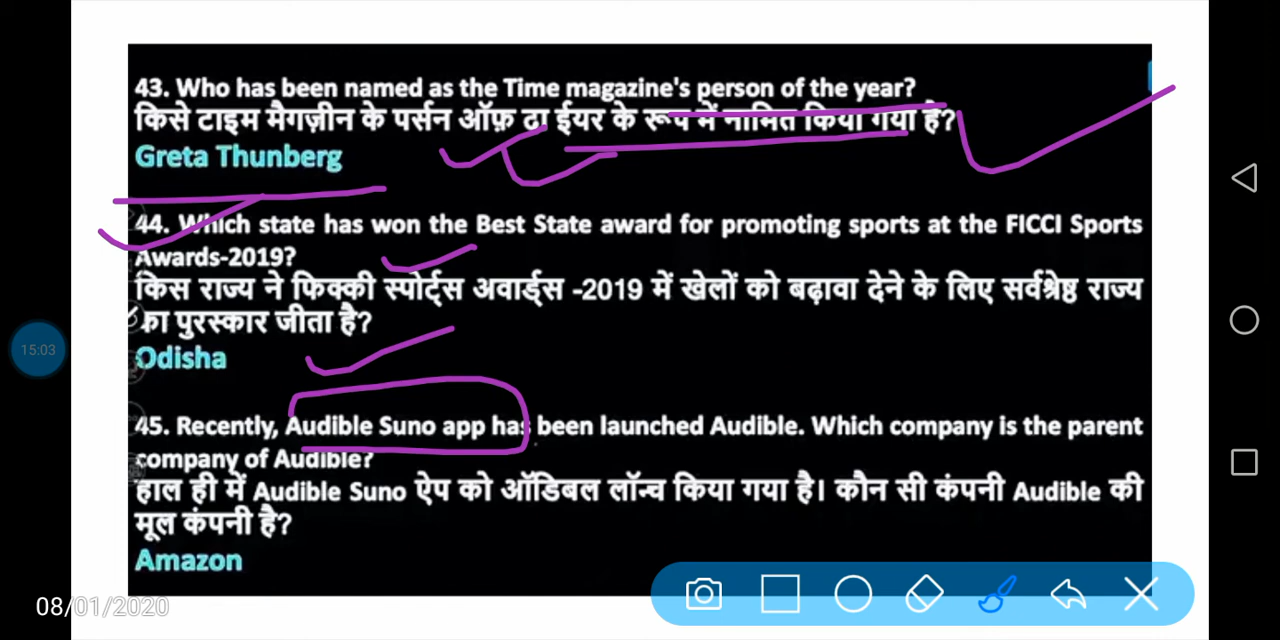 43. Who has been named as the Time magazine's person of the year?
किसे टाइम मैगज़ीन के पर्सन ऑफ़ दा ईयर के रूप में नामित किया गया है?
Greta Thunberg
44. Which state has won the Best State award for promoting sports at the FICCI Sports
Awards-2019?
किस राज्य ने फिक्की स्पोर्ट्स अवार्ड्स -2019 में खेलों को बढ़ावा देने के लिए सर्वश्रेष्ठ राज्य
का पुरस्कार जीता है?
15:03
Odisha
45. Recently, Audible Suno app has been launched Audible. Which company is the parent
company of Audible?
हाल ही में Audible Suno ऐप को ऑडिबल लॉन्च किया गया है। कौन सी कंपनी Audible की
मूल कंपनी है?
Amazon
08/01/2020